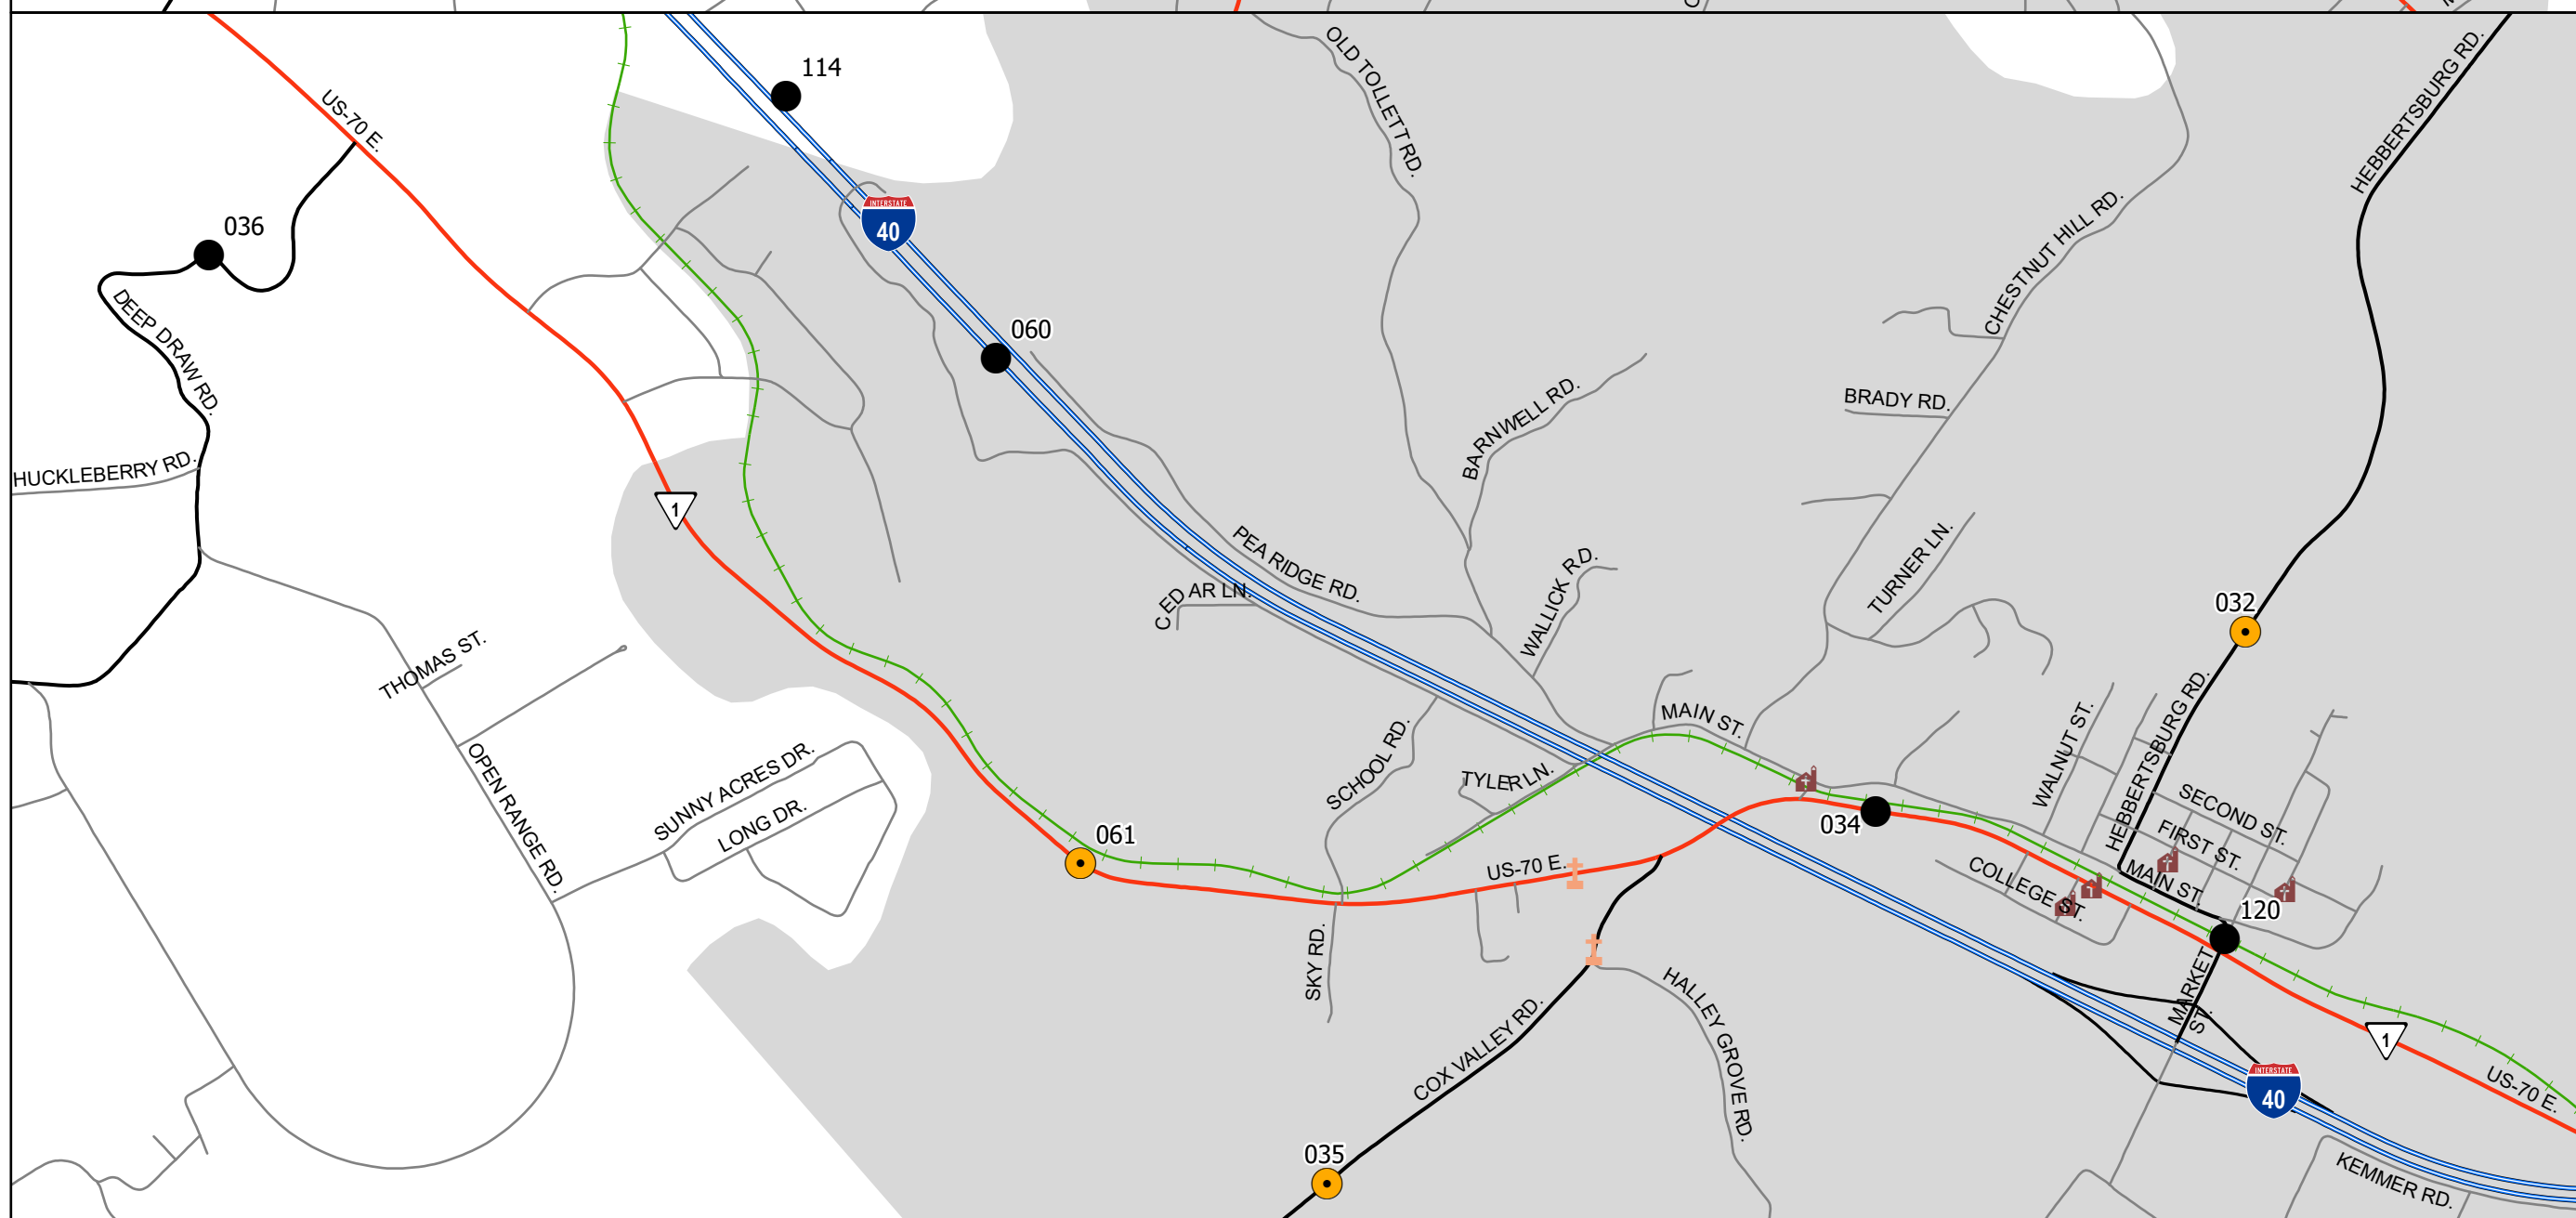 OLD TOLLETT RD.
HEBBERTSBURG RD.
114
US-70 E.
036
INTERSTATE
40
CHESTNUT HILL RD.
060
DEEP DRAW RD.
BARNWELL RD.
BRADY RD.
HUCKLEBERRY RD.
1
PEA RIDGE RD.
TURNER LN.
WALLICK RD.
CEDAR LN.
032
THOMAS ST.
HEBBERTSBURG RD.
MAIN ST.
WALNUT ST.
SCHOOL RD.
TYLER LN.
OPEN RANGE RD.
SUNNY ACRES DR.
LONG DR.
SECOND ST.
034
061
FIRST ST.
US-70 E.
COLLEGE ST.
MAIN ST.
120
SKY RD.
MARKET
ST.
HALLEY GROVE RD.
COX VALLEY RD.
1
INTERSTATE
40
US-70 E.
035
KEMMER RD.